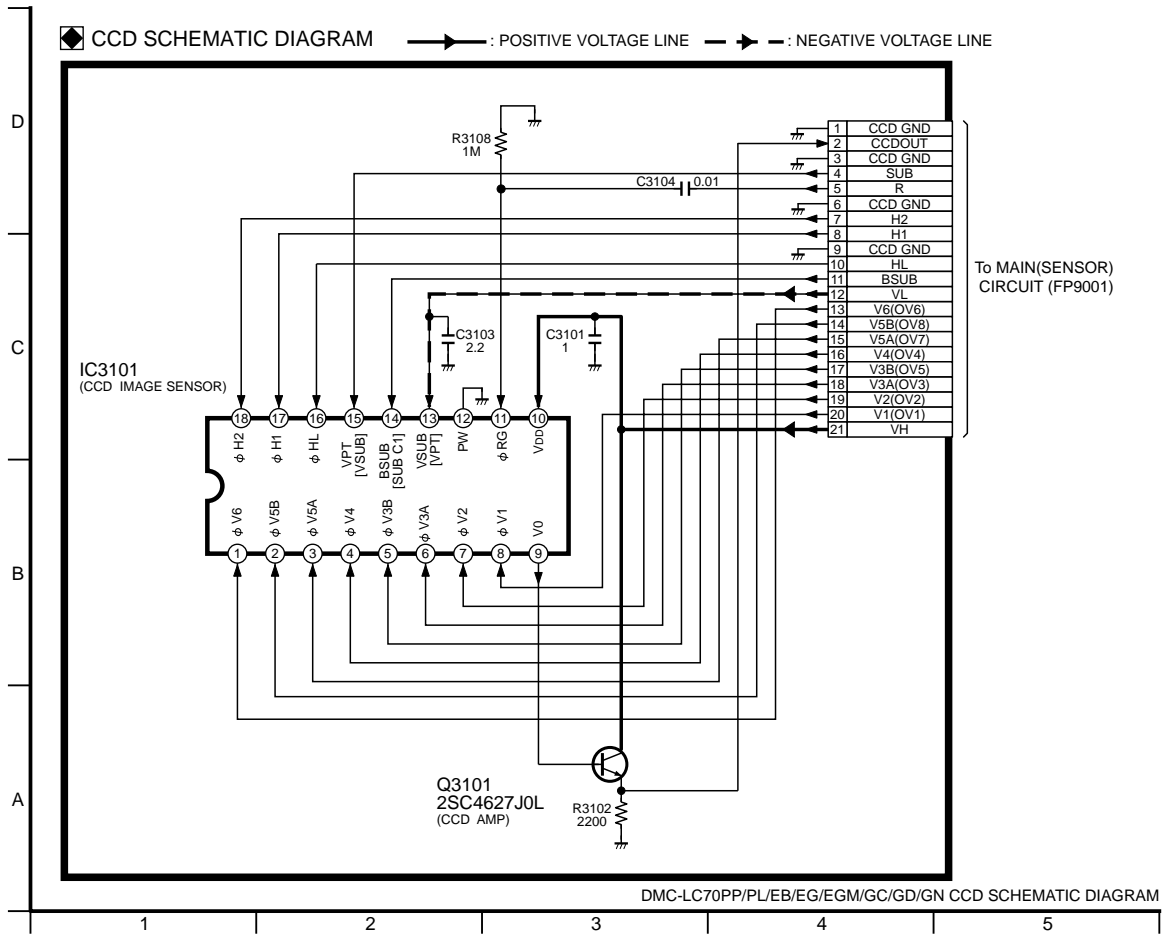 CCD SCHEMATIC DIAGRAM : POSITIVE VOLTAGE LINE : NEGATIVE VOLTAGE LINE
D
C
B
A
R3108
1M
C3104 0.01
1 CCD GND
2 CCDOUT
3 CCD GND
4 SUB
5 R
6 CCD GND
7 H2
8 H1
9 CCD GND
10 HL
11 BSUB
12 VL
13 V6(OV6)
14 V5B(OV8)
15 V5A(OV7)
16 V4(OV4)
17 V3B(OV5)
18 V3A(OV3)
19 V2(OV2)
20 V1(OV1)
21 VH
To MAIN(SENSOR)
CIRCUIT (FP9001)
C3103
2.2
C3101
1
IC3101
(CCD IMAGE SENSOR)
18 17 16 15 14 13 12 11 10
φ H2
φ H1
φ HL
VPT
[VSUB]
BSUB
[SUB C1]
VSUB
[VPT]
PW
φ RG
VDD
φ V6
φ V5B
φ V5A
φ V4
φ V3B
φ V3A
φ V2
φ V1
V0
1 2 3 4 5 6 7 8 9
Q3101
2SC4627J0L
(CCD AMP)
R3102
2200
DMC-LC70PP/PL/EB/EG/EGM/GC/GD/GN CCD SCHEMATIC DIAGRAM
1 2 3 4 5